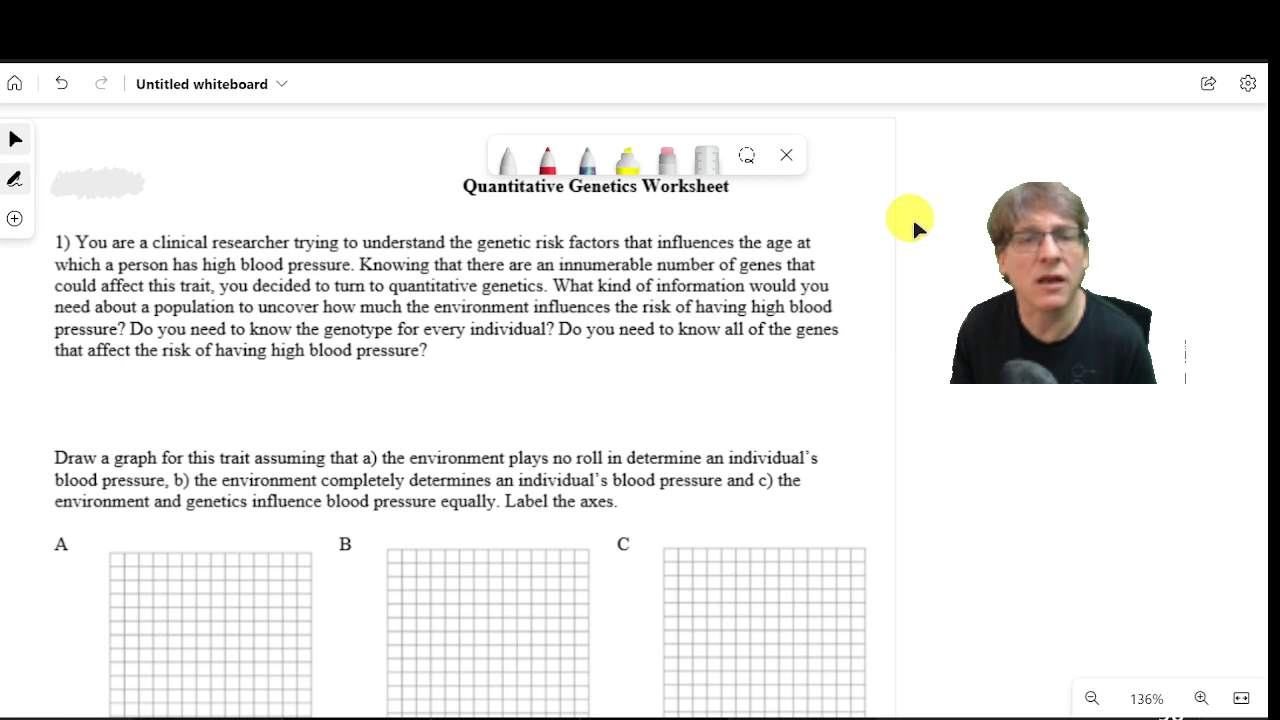 Untitled whiteboard
Quantitative Genetics Worksheet
1) You are a clinical researcher trying to understand the genetic risk factors that influences the age at
which a person has high blood pressure. Knowing that there are an innumerable number of genes that
could affect this trait, you decided to turn to quantitative genetics. What kind of information would you
need about a population to uncover how much the environment influences the risk of having high blood
pressure? Do you need to know the genotype for every individual? Do you need to know all of the genes
that affect the risk of having high blood pressure?
Draw a graph for this trait assuming that a) the environment plays no roll in determine an individual's
blood pressure, b) the environment completely determines an individual's blood pressure and c) the
environment and genetics influence blood pressure equally. Label the axes.
A B C
136%